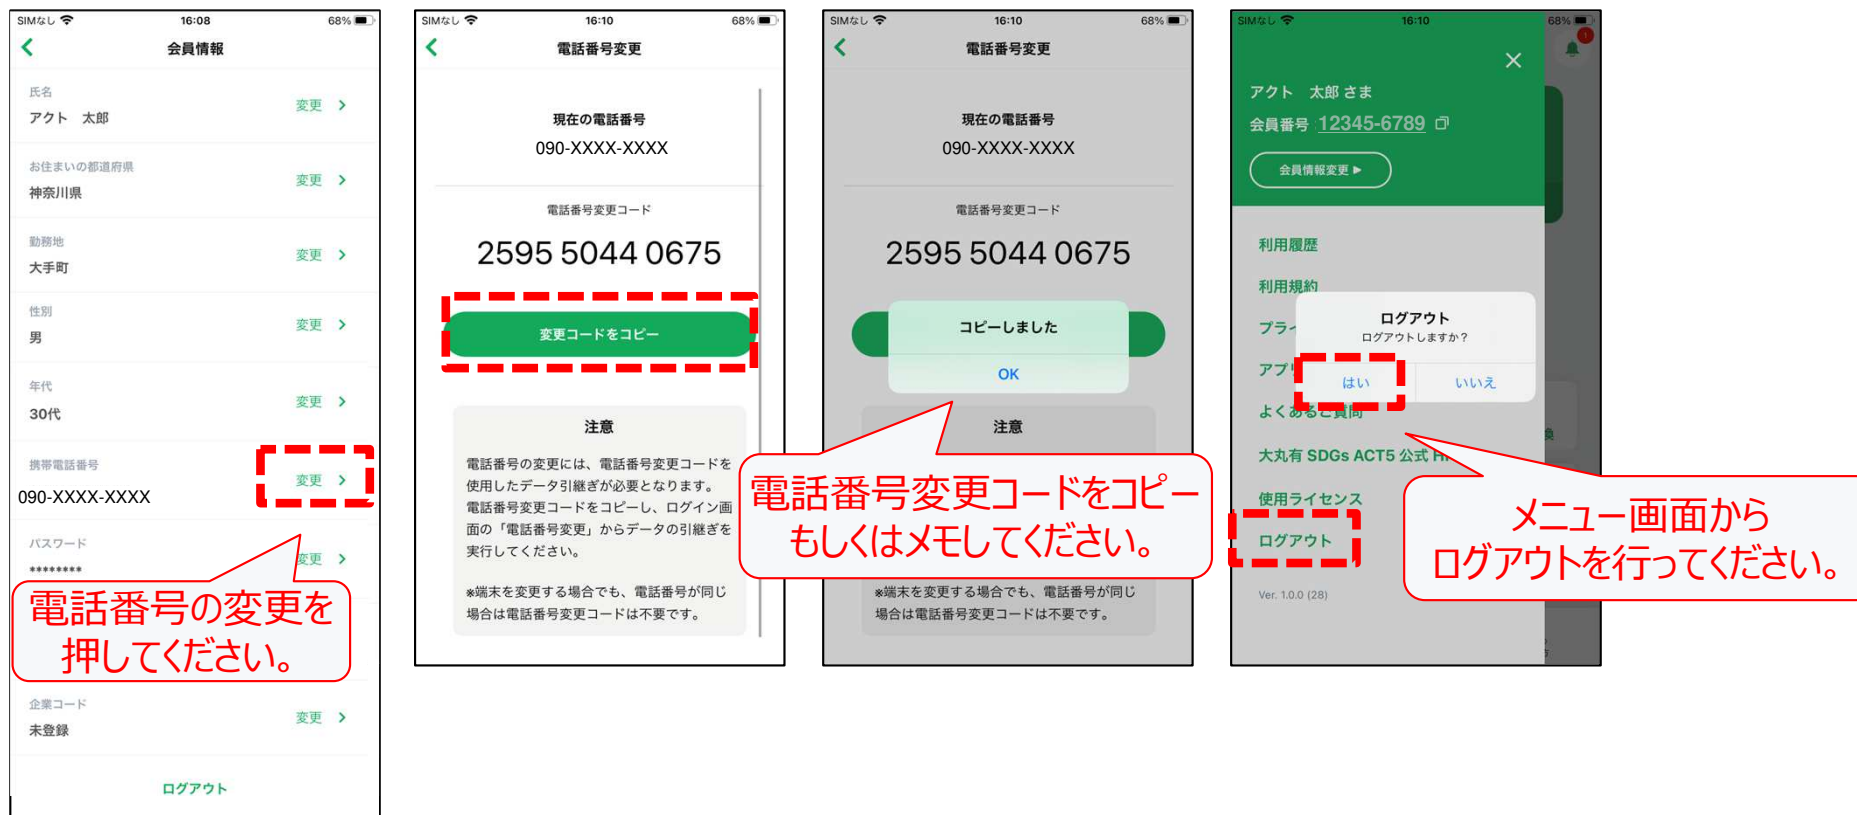 SIMなし 16:08 68%
会員情報
氏名
アクト 太郎
変更
お住まいの都道府県
神奈川県
変更
勤務地
大手町
変更
性別
男
変更
年代
30代
変更
携帯電話番号
090-XXXX-XXXX
変更
パスワード
********
変更
電話番号の変更を
押してください。
企業コード
未登録
変更
ログアウト
SIMなし 16:10 68%
電話番号変更
現在の電話番号
090-XXXX-XXXX
電話番号変更コード
2595 5044 0675
変更コードをコピー
注意
電話番号の変更には、電話番号変更コードを
使用したデータ引継ぎが必要となります。
電話番号変更コードをコピーし、ログイン画
面の「電話番号変更」からデータの引継ぎを
実行してください。
※端末を変更する場合でも、電話番号が同じ
場合は電話番号変更コードは不要です。
SIMなし 16:10 68%
電話番号変更
現在の電話番号
090-XXXX-XXXX
電話番号変更コード
2595 5044 0675
コピーしました
OK
注意
電話番号変更コードをコピー
もしくはメモしてください。
※端末を変更する場合でも、電話番号が同じ
場合は電話番号変更コードは不要です。
SIMなし 16:10 68%
1
アクト 太郎 さま
会員番号 12345-6789
会員情報変更 ▶
利用履歴
利用規約
プライ
アプリ
ログアウト
ログアウトしますか？
はい いいえ
よくあるご質問
大丸有 SDGs ACT5 公式 H
使用ライセンス
ログアウト
Ver. 1.0.0 (28)
メニュー画面から
ログアウトを行ってください。